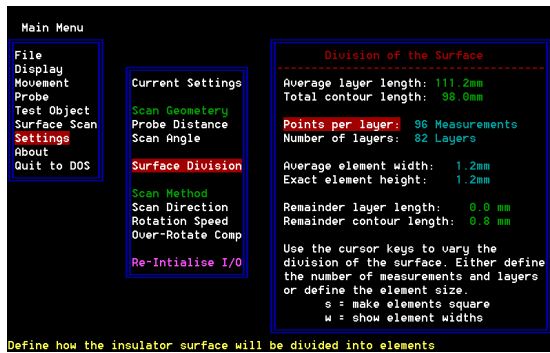 Main Menu
File
Display
Movement
Probe
Test Object
Surface Scan
Settings
About
Quit to DOS
Current Settings
Scan Geometery
Probe Distance
Scan Angle
Surface Division
Scan Method
Scan Direction
Rotation Speed
Over-Rotate Comp
Re-Intialise I/O
Division of the Surface
Average layer length: 111.2mm
Total contour length: 98.0mm
Points per layer: 96 Measurements
Number of layers: 82 Layers
Average element width: 1.2mm
Exact element height: 1.2mm
Remainder layer length: 0.0 mm
Remainder contour length: 0.8 mm
Use the cursor keys to vary the
division of the surface. Either define
the number of measurements and layers
or define the element size.
s = make elements square
w = show element widths
Define how the insulator surface will be divided into elements